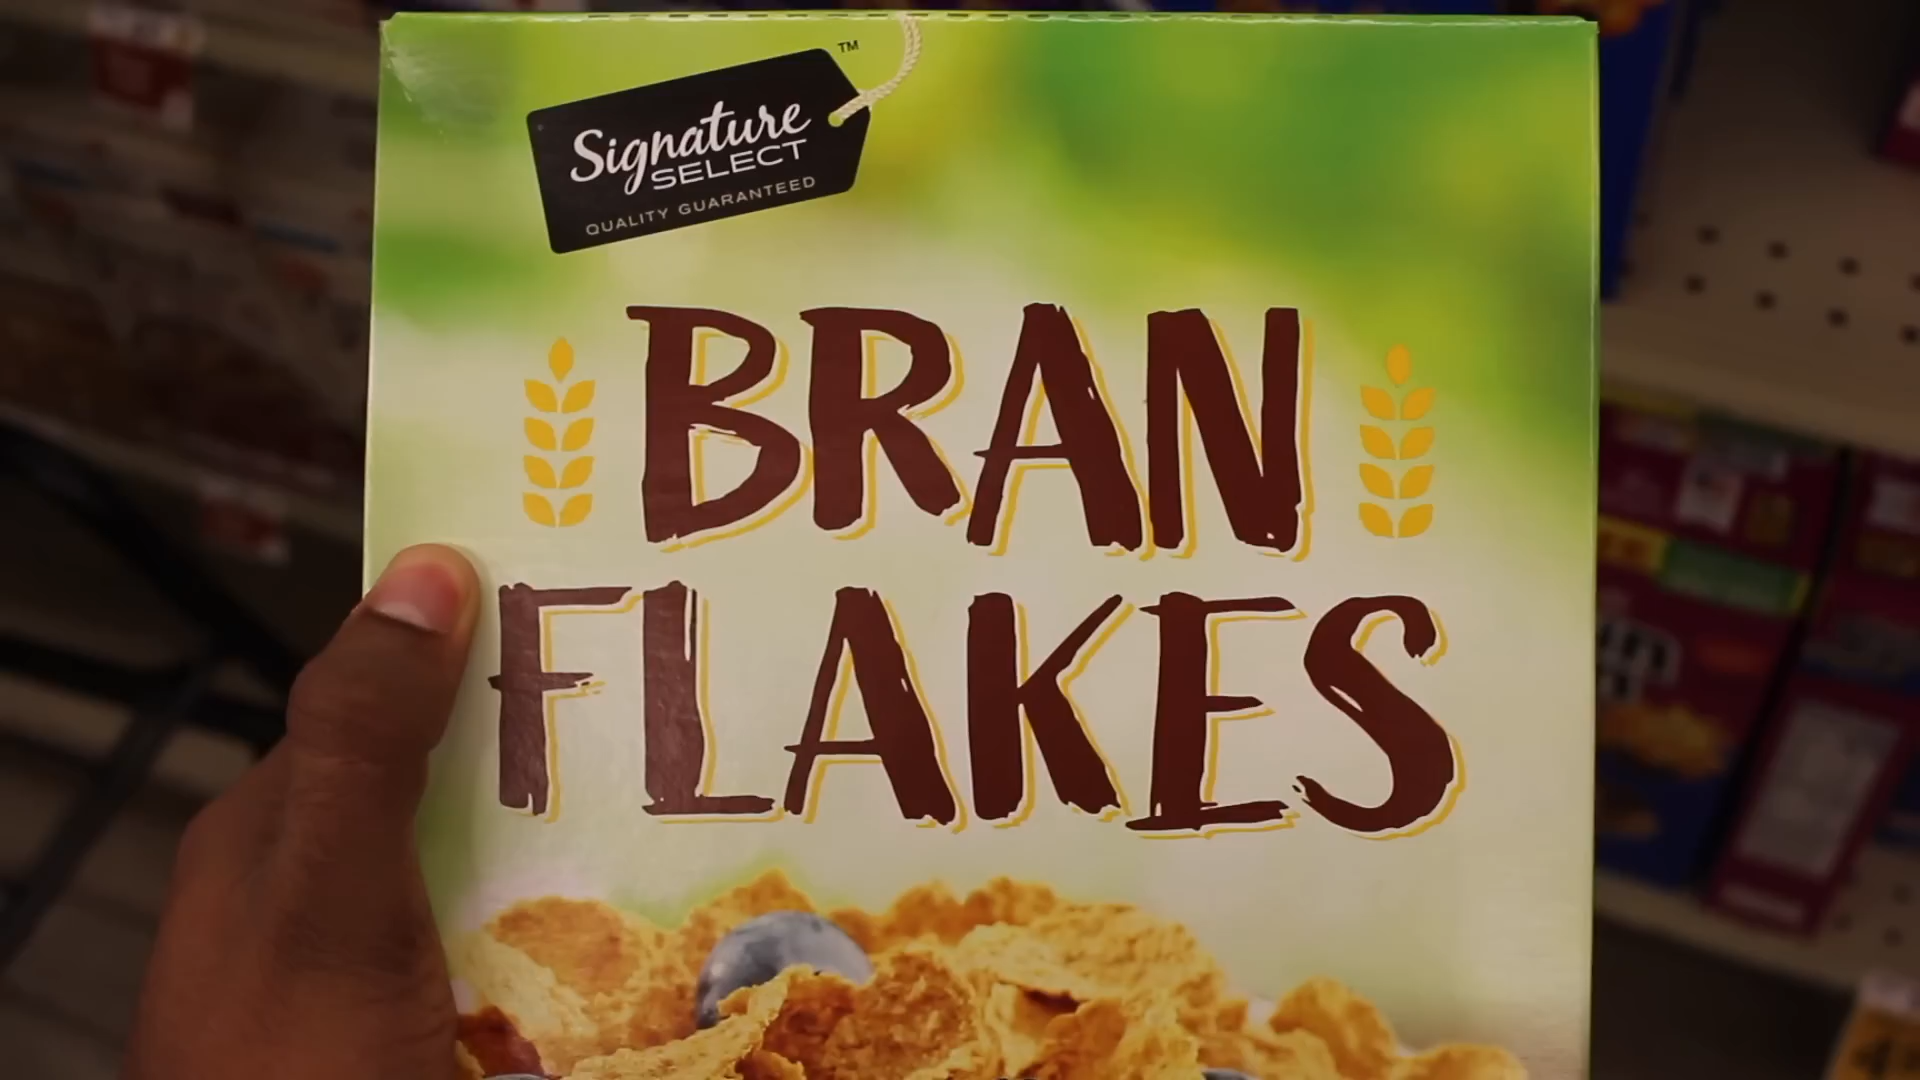 Signature
SELECT
™
QUALITY GUARANTEED
BRAN
FLAKES